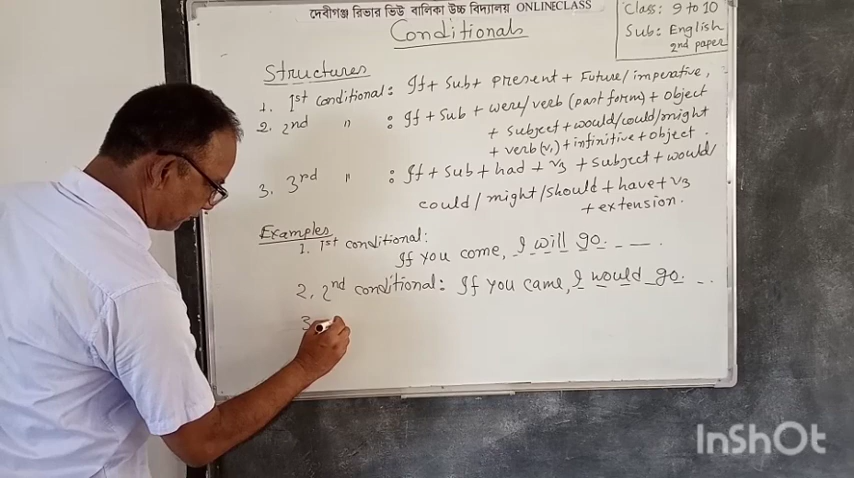 দেবীগঞ্জ রিভার ভিউ বালিকা উচ্চ বিদ্যালয় ONLINECLASS
Class: 9 to 10
Sub: English
2nd paper
Conditionals
Structures
1. 1st conditional: If + Sub + present + Future/imperative,
2. 2nd " : If + Sub + were/verb (past form) + object
+ subject + would/could/might
+ verb (v1) + infinitive + object.
3. 3rd " : If + Sub + had + v3 + subject + would/
could/might/should + have + v3
+ extension.
Examples
1. 1st conditional:
If you come, I will go. _ _ _.
2. 2nd conditional: If you came, I would go. _ _.
3
InShOt